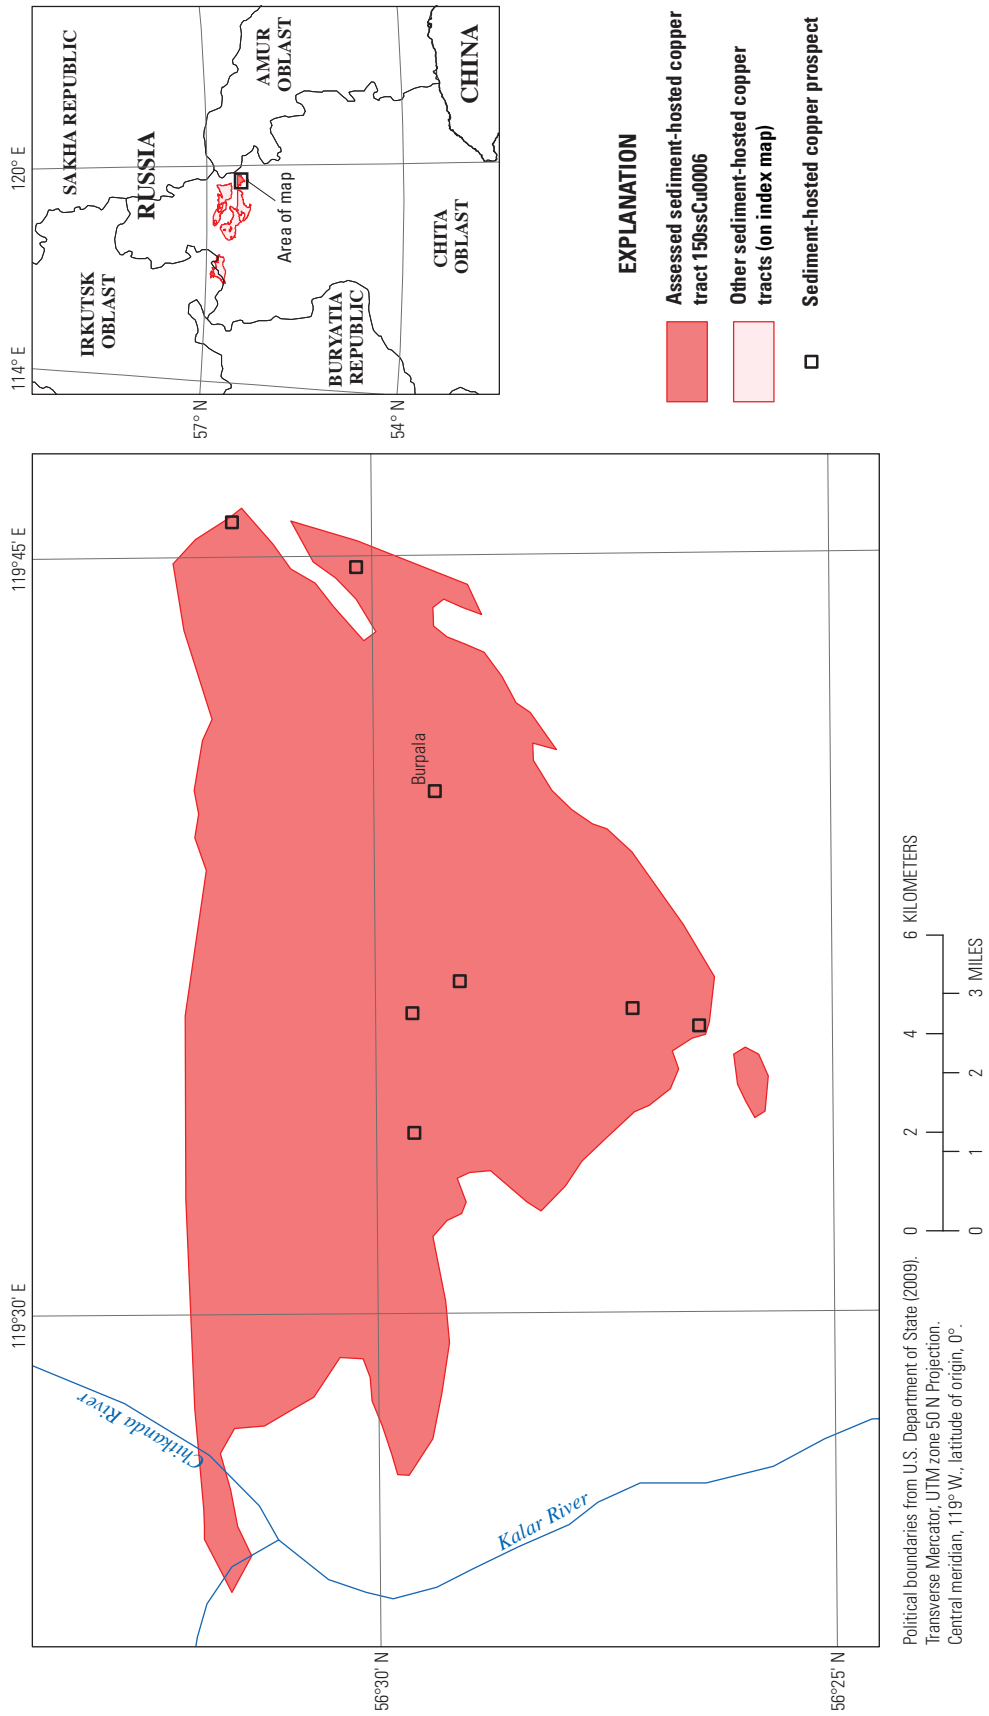 119°30' E
119°45' E
56°30' N
56°25' N
Chitkanda River
Kalar River
Burpala
114° E
120° E
57° N
54° N
IRKUTSK
OBLAST
SAKHA REPUBLIC
RUSSIA
AMUR
OBLAST
BURYATIA
REPUBLIC
CHITA
OBLAST
CHINA
Area of map
0 2 4 6 KILOMETERS
0 1 2 3 MILES
Political boundaries from U.S. Department of State (2009).
Transverse Mercator, UTM zone 50 N Projection.
Central meridian, 119° W., latitude of origin, 0°.
EXPLANATION
Assessed sediment-hosted copper
tract 150ssCu0006
Other sediment-hosted copper
tracts (on index map)
Sediment-hosted copper prospect